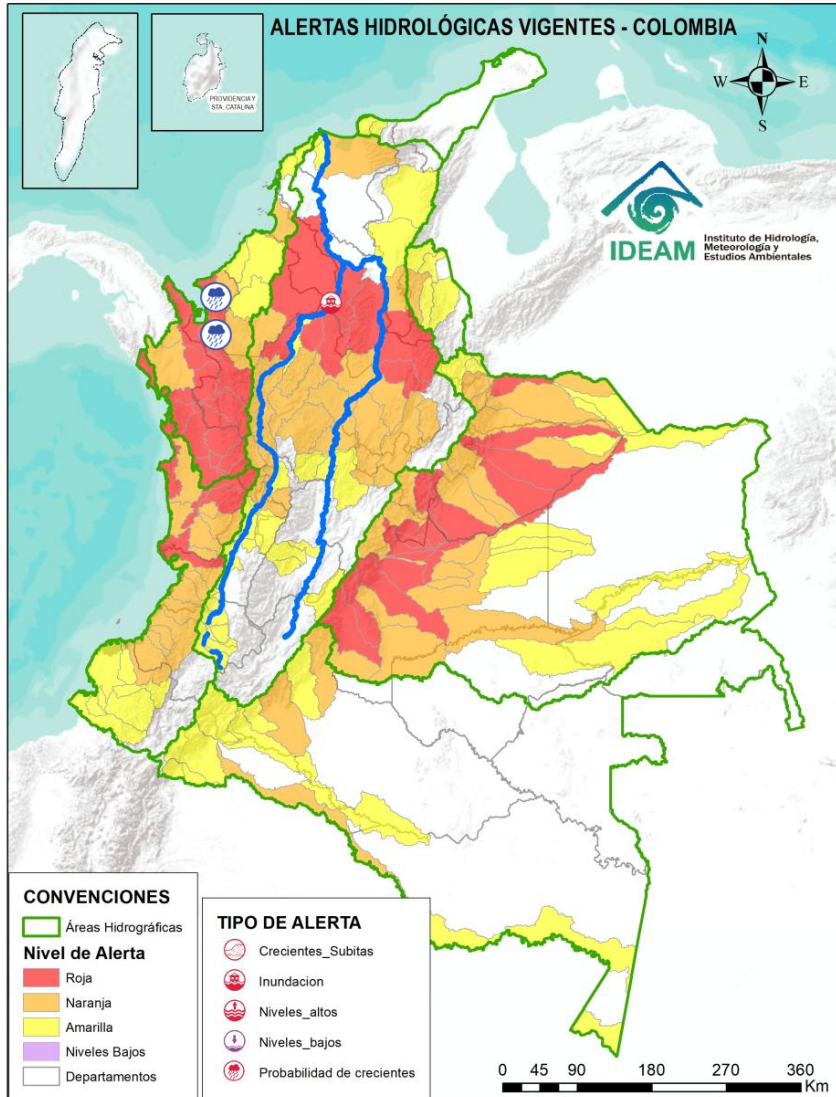 ALERTAS HIDROLÓGICAS VIGENTES - COLOMBIA
PROVIDENCIA Y
STA. CATALINA
N
W
E
S
IDEAM
Instituto de Hidrología,
Meteorología y
Estudios Ambientales
CONVENCIONES
Áreas Hidrográficas
Nivel de Alerta
Roja
Naranja
Amarilla
Niveles Bajos
Departamentos
TIPO DE ALERTA
Crecientes_Subitas
Inundacion
Niveles_altos
Niveles_bajos
Probabilidad de crecientes
0 45 90 180 270 360
Km